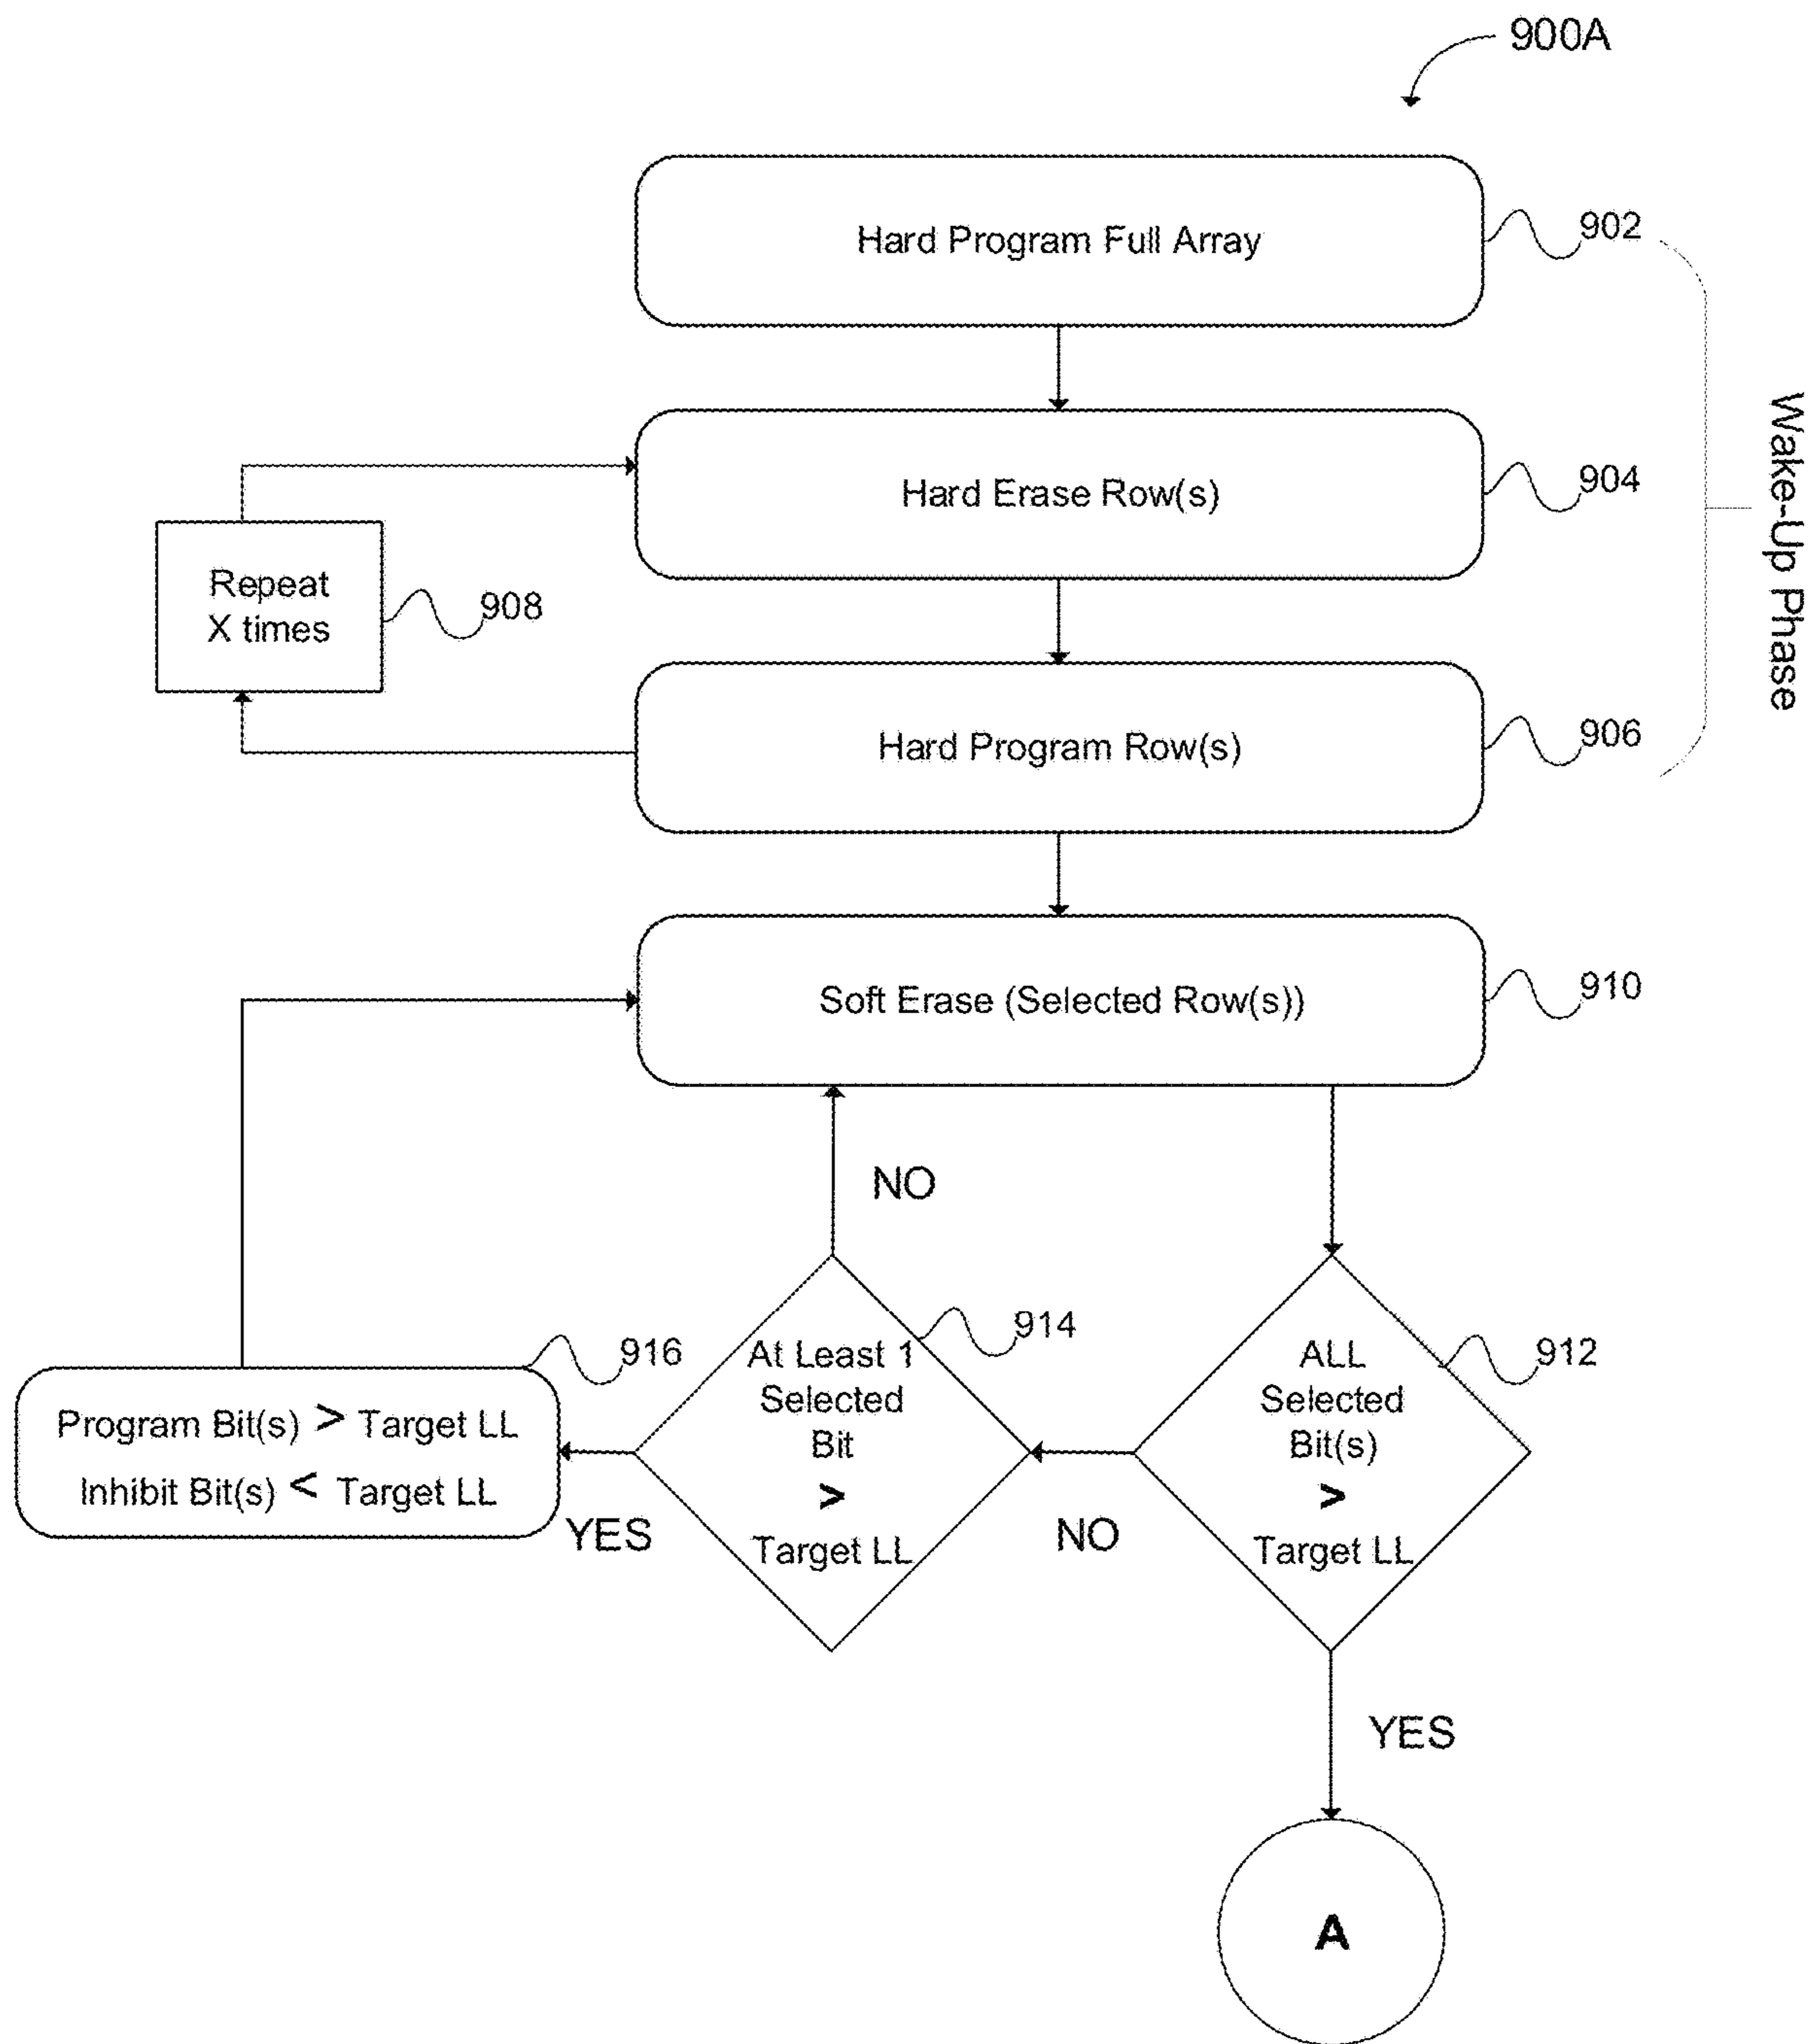 900A
Hard Program Full Array
902
Hard Erase Row(s)
904
Repeat
X times
908
Hard Program Row(s)
906
Wake-Up Phase
Soft Erase (Selected Row(s))
910
NO
At Least 1
Selected
Bit
>
Target LL
914
ALL
Selected
Bit(s)
>
Target LL
912
916
Program Bit(s) > Target LL
Inhibit Bit(s) < Target LL
YES
NO
YES
A